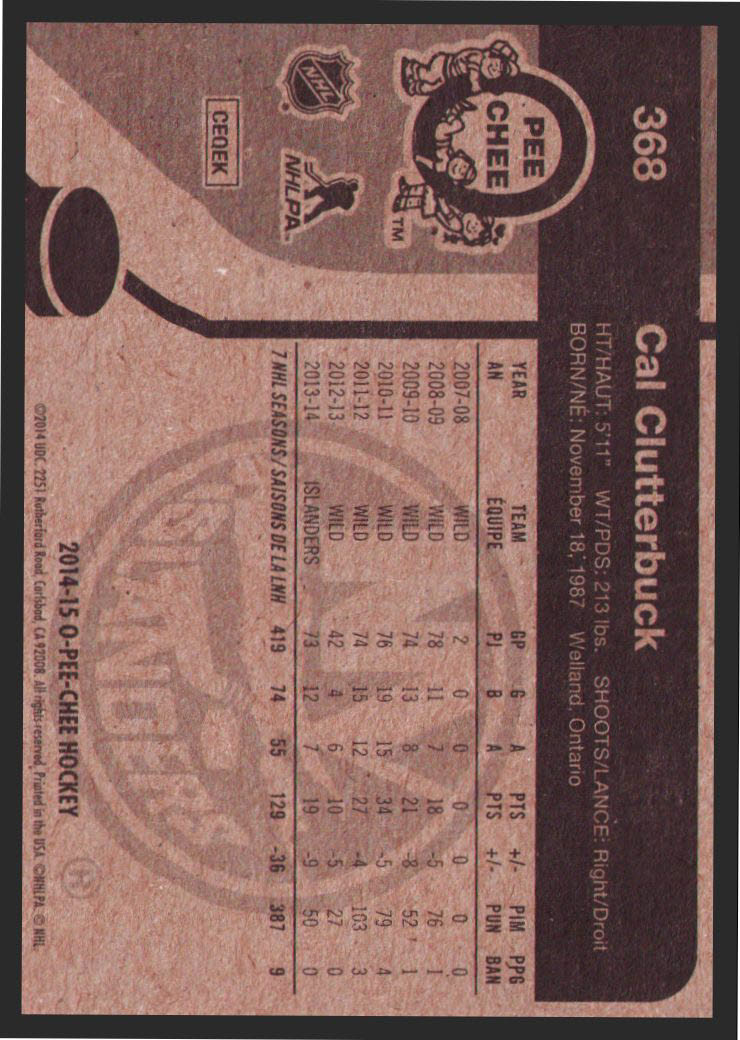 368
Cal Clutterbuck
HT/HAUT: 5'11" WT/PDS: 213 lbs. SHOOTS/LANCE: Right/Droit
BORN/NÉ: November 18, 1987 Welland, Ontario
O
PEE
CHEE
TM
NHL
NHLPA
CEQEK
YEAR TEAM GP G A PTS +/- PIM PPG
AN ÉQUIPE PJ B A PTS +/- PUN BAN
2007-08 WILD 2 0 0 0 0 0 0
2008-09 WILD 78 11 7 18 -5 76 1
2009-10 WILD 74 13 8 21 -8 52 1
2010-11 WILD 76 19 15 34 -5 79 4
2011-12 WILD 74 15 12 27 -4 103 3
2012-13 WILD 42 4 6 10 -5 27 0
2013-14 ISLANDERS 73 12 7 19 -9 50 0
7 NHL SEASONS/SAISONS DE LA LNH 419 74 55 129 -36 387 9
NY
ISLANDERS
2014-15 O-PEE-CHEE HOCKEY
H
©2014 UDC. 2251 Rutherford Road, Carlsbad, CA 92008. All rights reserved. Printed in the USA. ©NHLPA. © NHL.